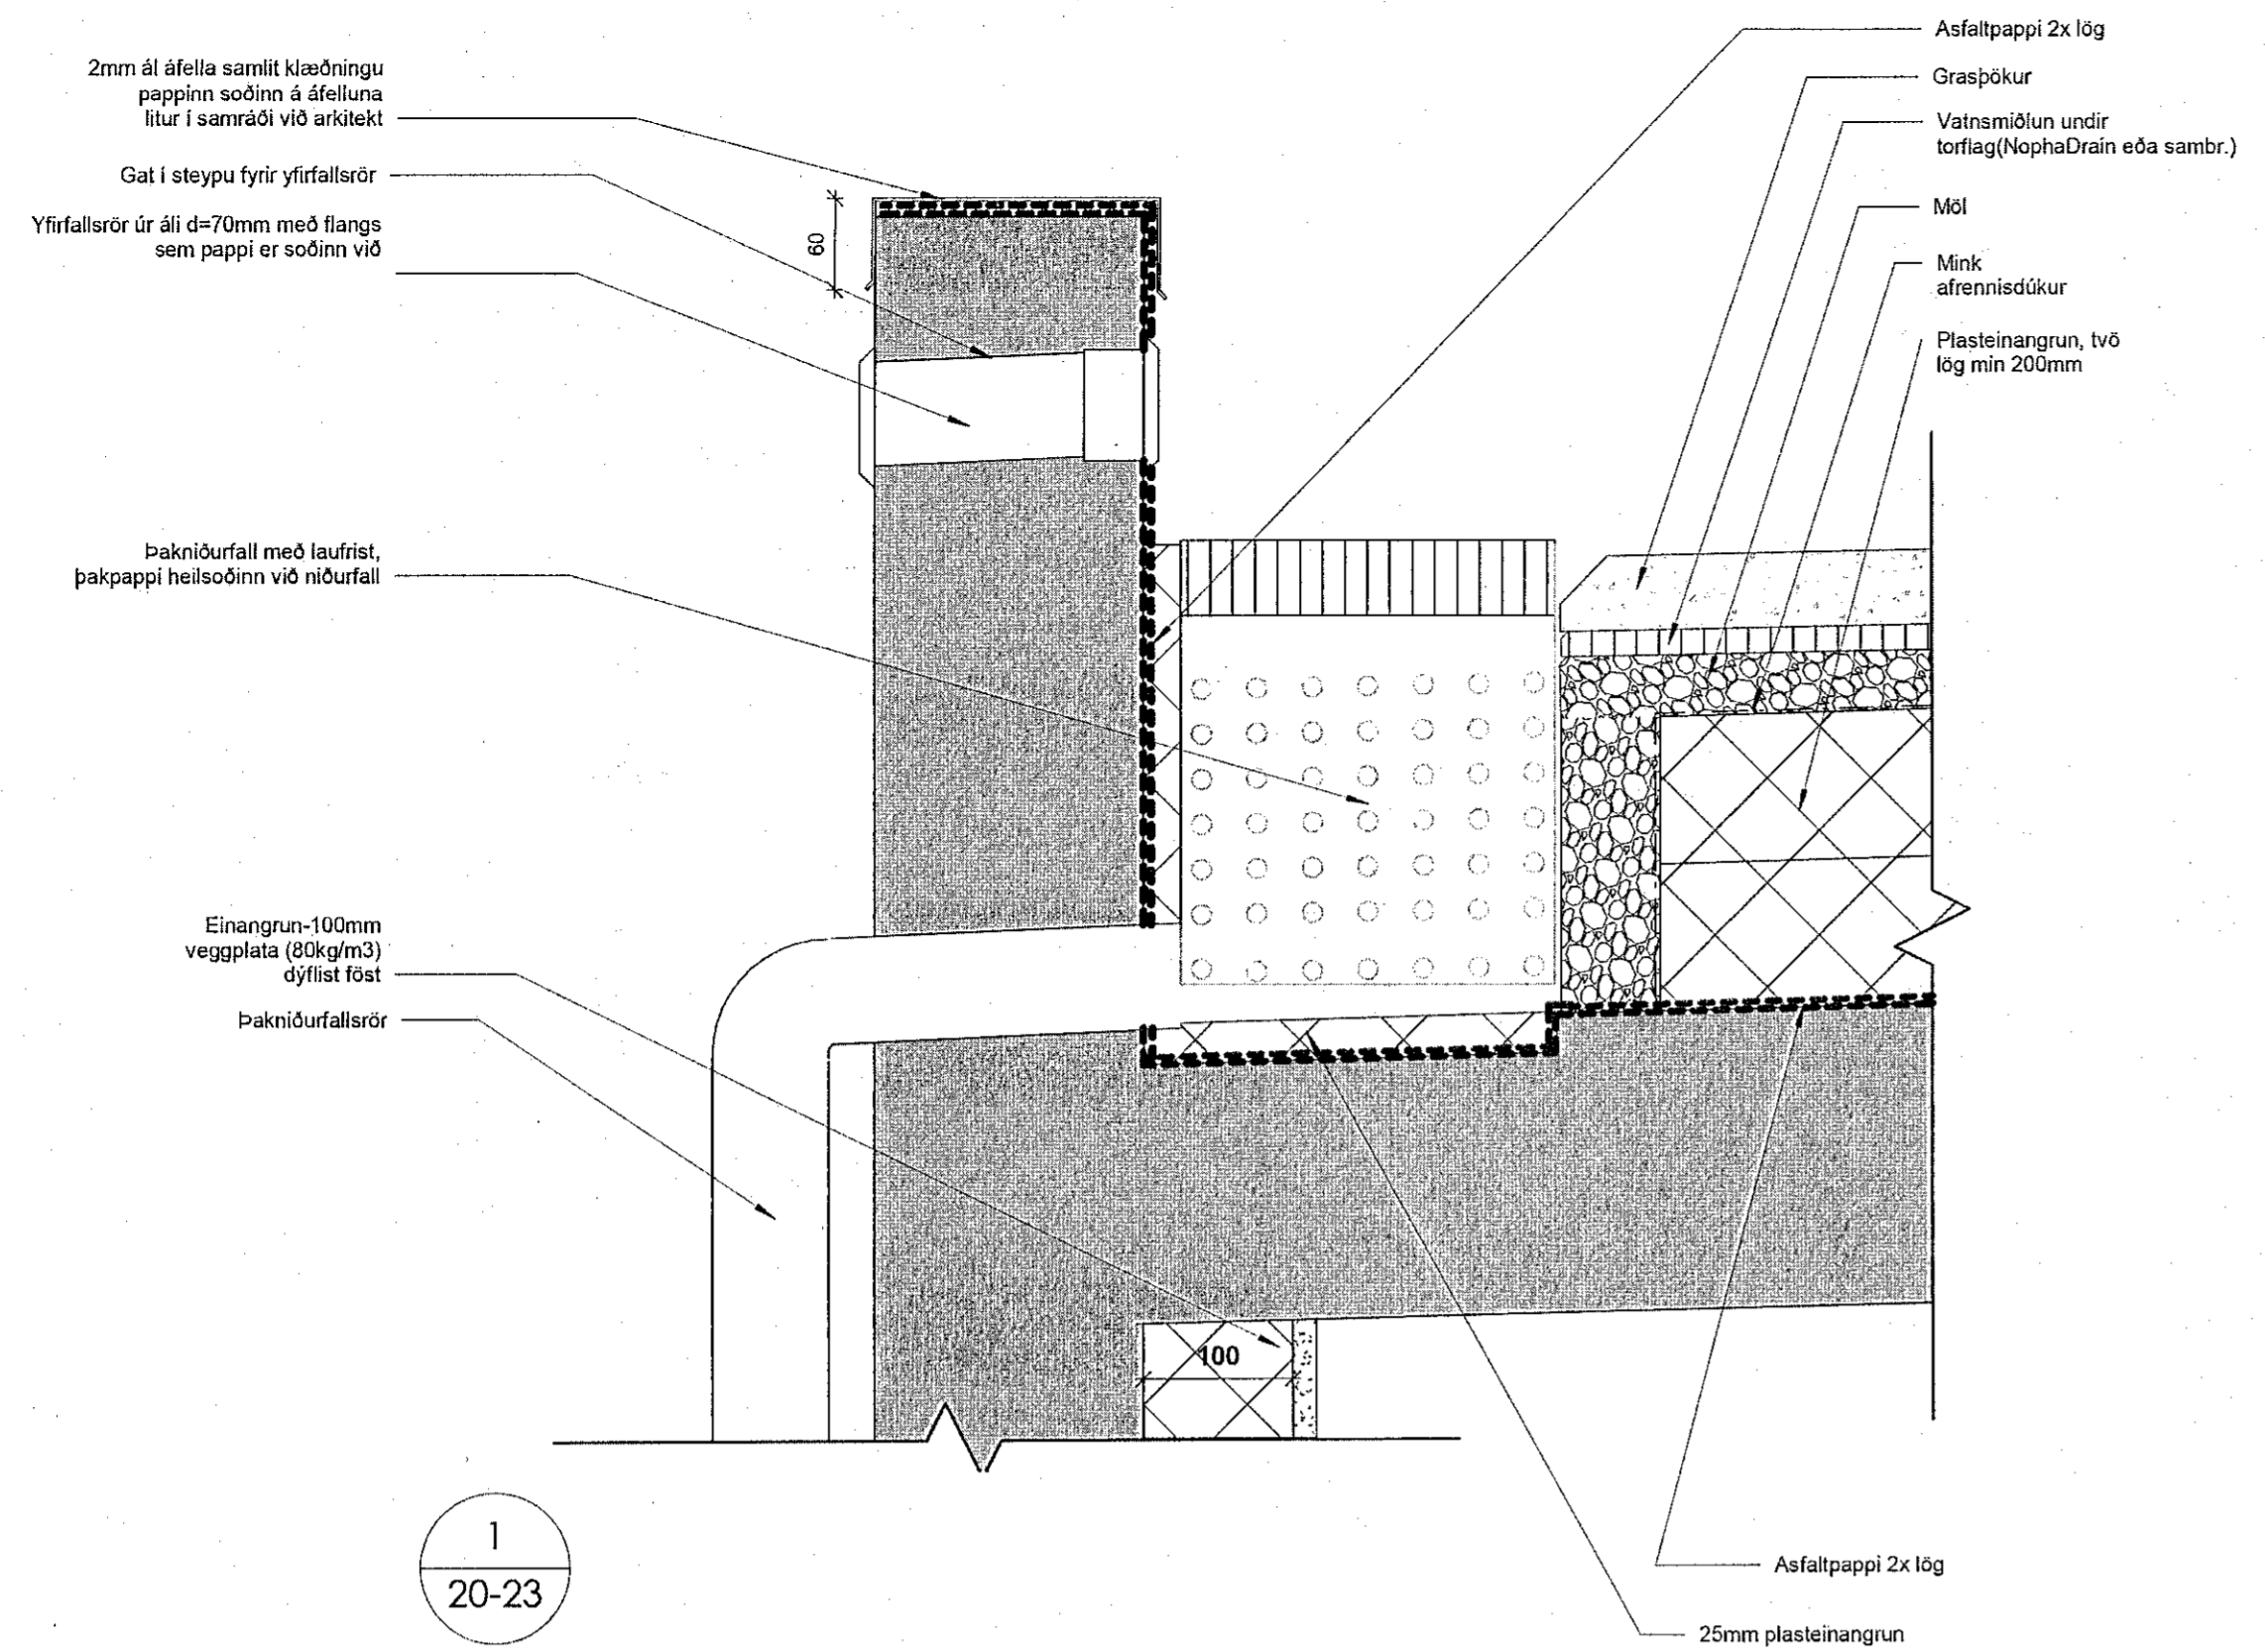 2mm ál áfella samlit klæðningu
pappinn soðinn á áfelluna
litur í samráði við arkitekt
Gat í steypu fyrir yfirfallsrör
Yfirfallsrör úr áli d=70mm með flangs
sem pappi er soðinn við
Þakniðurfall með laufrist,
þakpappi heilsoðinn við niðurfall
Einangrun-100mm
veggplata (80kg/m3)
dýflist föst
Þakniðurfallsrör
60
Asfaltpappi 2x lög
Grasþökur
Vatnsmiðlun undir
torflag(NophaDrain eða sambr.)
Möl
Mink
afrennisdúkur
Plasteinangrun, tvö
lög min 200mm
100
Asfaltpappi 2x lög
25mm plasteinangrun
1
20-23